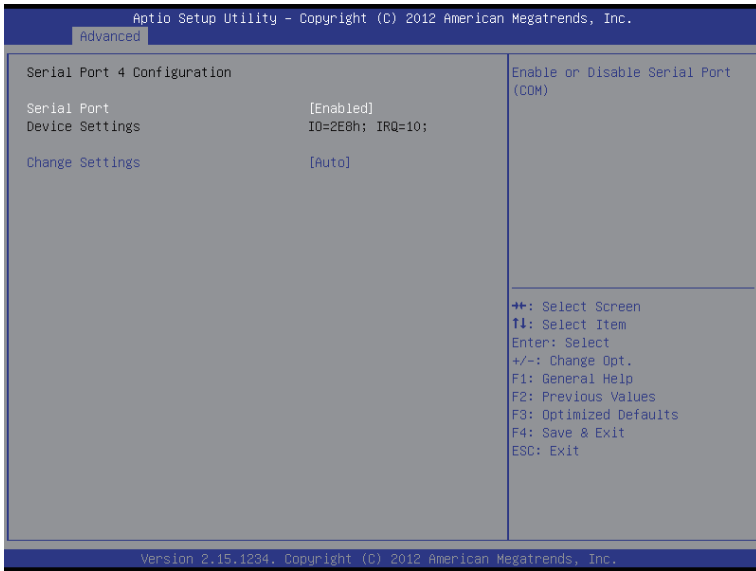 Aptio Setup Utility – Copyright (C) 2012 American Megatrends, Inc.
Advanced
Serial Port 4 Configuration
Serial Port [Enabled]
Device Settings IO=2E8h; IRQ=10;
Change Settings [Auto]
Enable or Disable Serial Port
(COM)
→←: Select Screen
↑↓: Select Item
Enter: Select
+/-: Change Opt.
F1: General Help
F2: Previous Values
F3: Optimized Defaults
F4: Save & Exit
ESC: Exit
Version 2.15.1234. Copyright (C) 2012 American Megatrends, Inc.